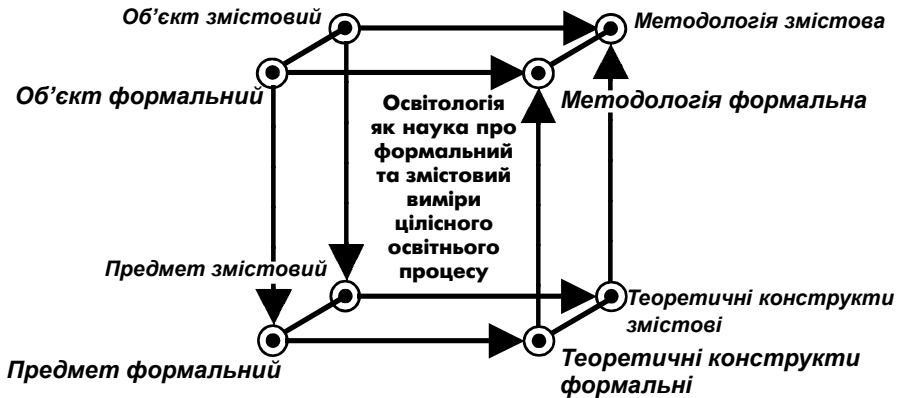 Об’єкт змістовий
Методологія змістова
Об’єкт формальний
Методологія формальна
Освітологія
як наука про
формальний
та змістовий
виміри
цілісного
освітнього
процесу
Предмет змістовий
Теоретичні конструкти
змістові
Предмет формальний
Теоретичні конструкти
формальні